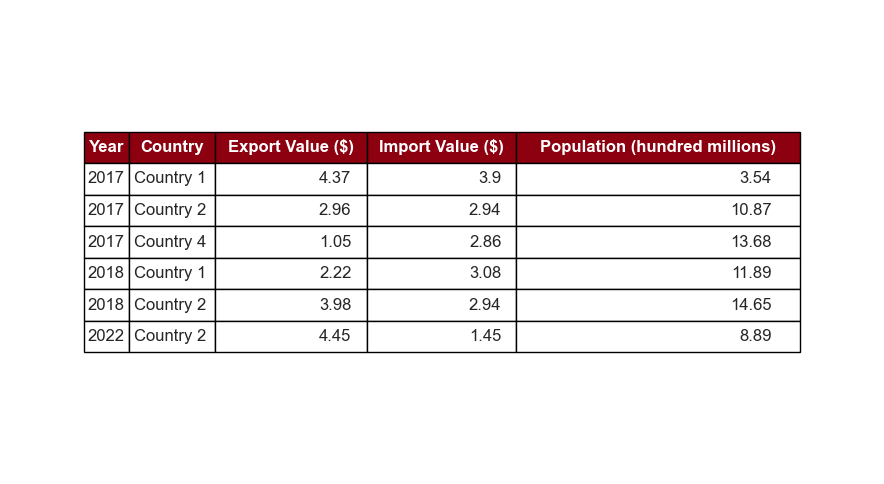 Year Country Export Value ($) Import Value ($) Population (hundred millions)
2017 Country 1 4.37 3.9 3.54
2017 Country 2 2.96 2.94 10.87
2017 Country 4 1.05 2.86 13.68
2018 Country 1 2.22 3.08 11.89
2018 Country 2 3.98 2.94 14.65
2022 Country 2 4.45 1.45 8.89